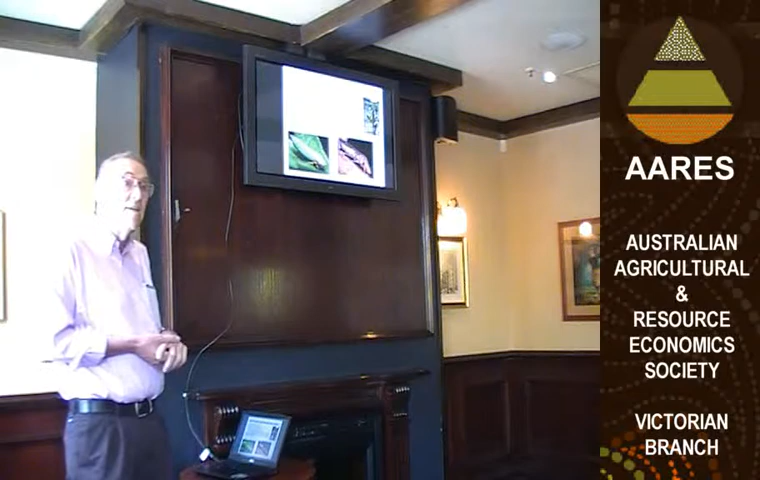 AARES
AUSTRALIAN
AGRICULTURAL
&
RESOURCE
ECONOMICS
SOCIETY
VICTORIAN
BRANCH